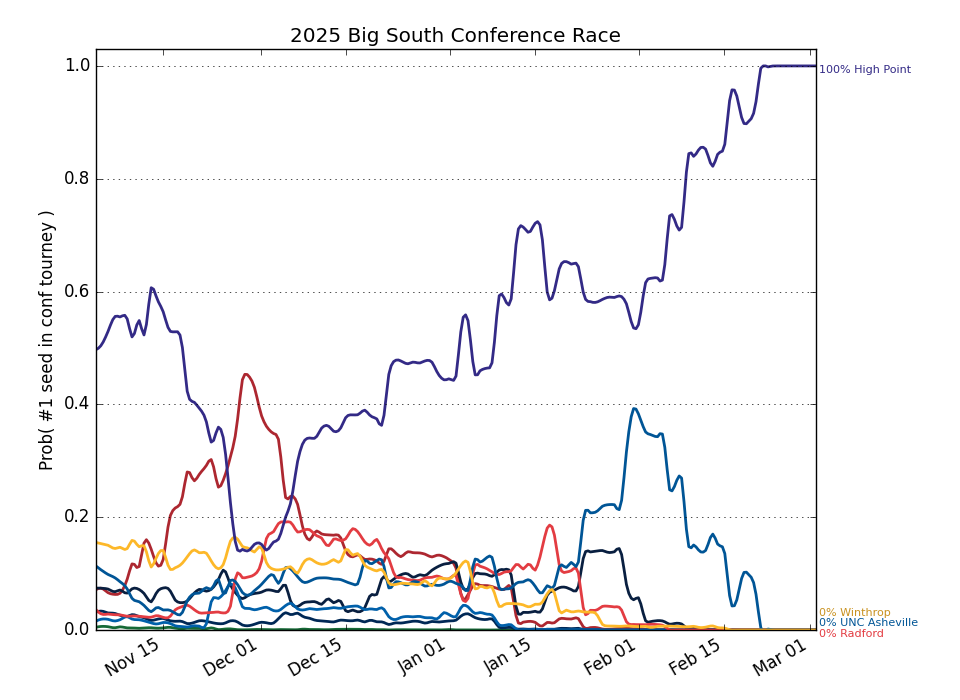 2025 Big South Conference Race
Prob( #1 seed in conf tourney )
1.0
0.8
0.6
0.4
0.2
0.0
100% High Point
0% Winthrop
0% UNC Asheville
0% Radford
Nov 15
Dec 01
Dec 15
Jan 01
Jan 15
Feb 01
Feb 15
Mar 01